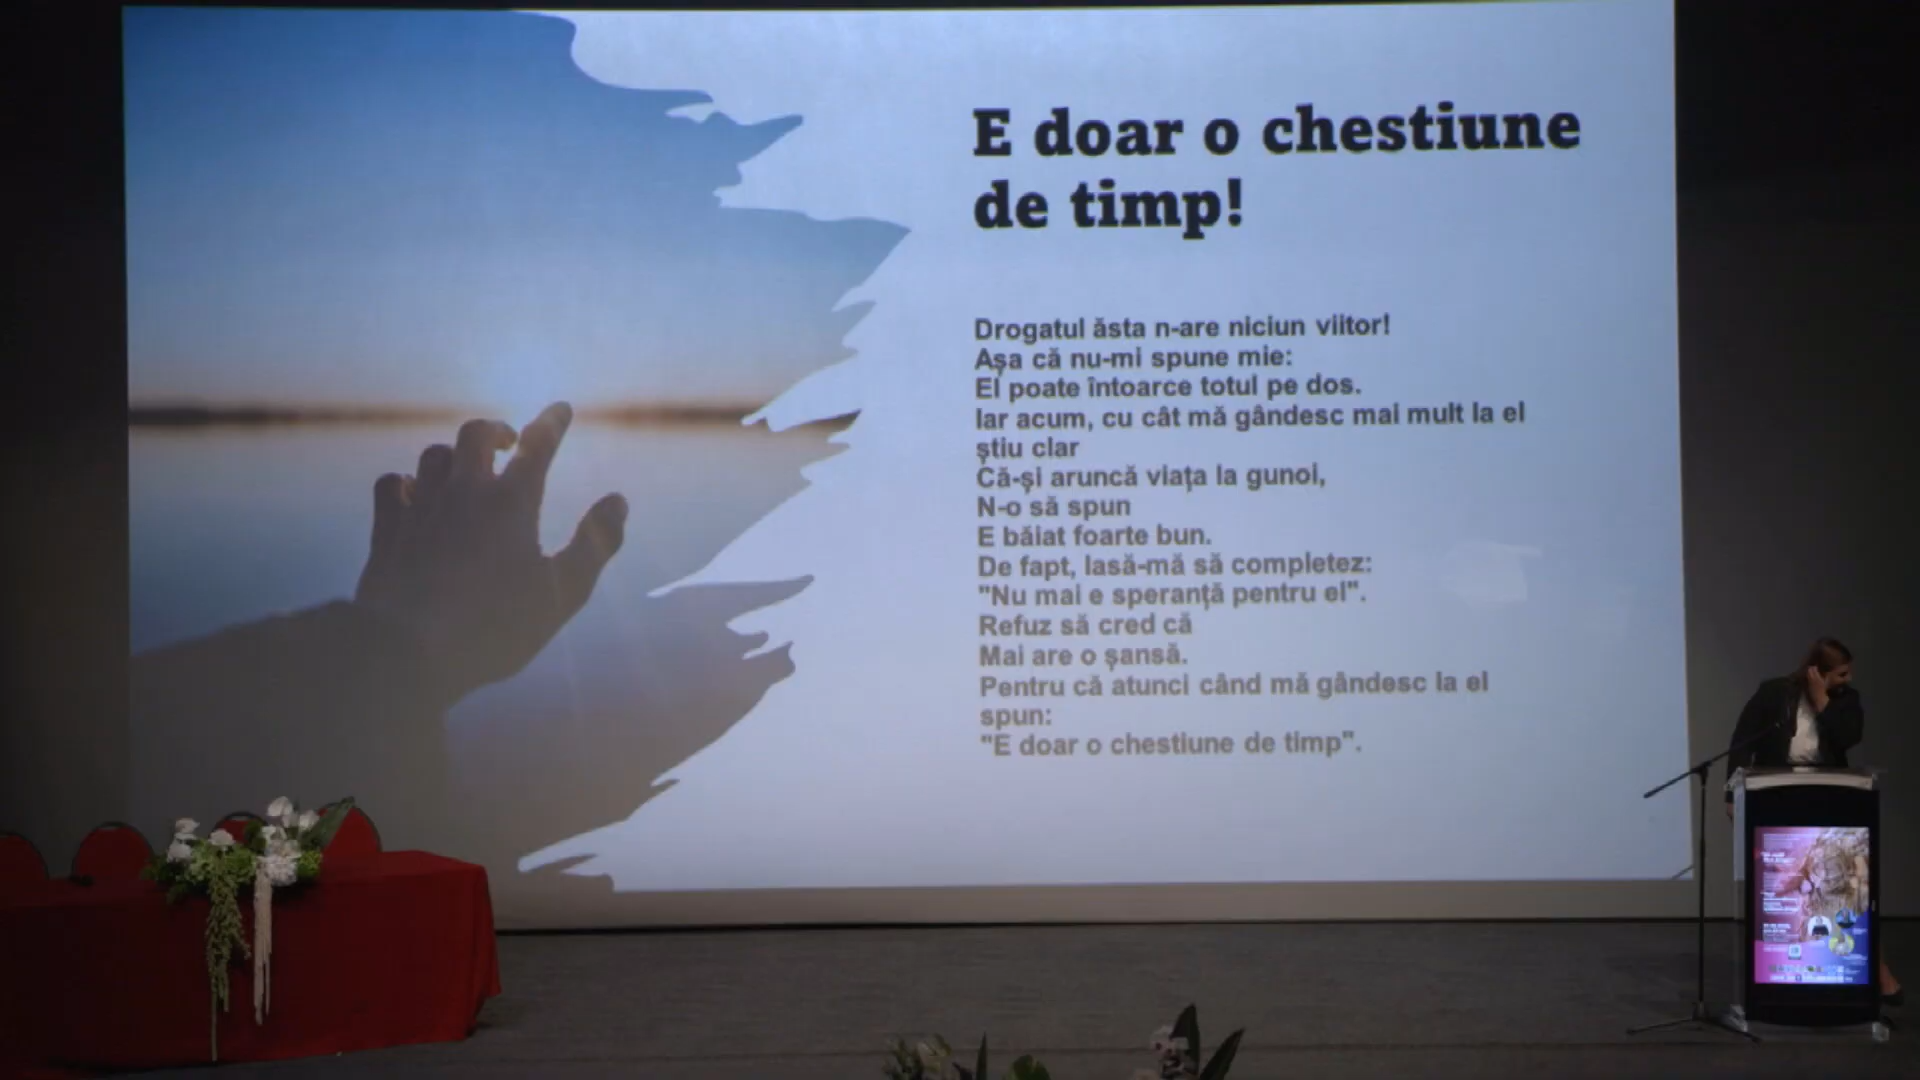 E doar o chestiune
de timp!
Drogatul ăsta n-are niciun viitor!
Așa că nu-mi spune mie:
El poate întoarce totul pe dos.
Iar acum, cu cât mă gândesc mai mult la el
știu clar
Că-și aruncă viața la gunoi,
N-o să spun
E băiat foarte bun.
De fapt, lasă-mă să completez:
"Nu mai e speranță pentru el".
Refuz să cred că
Mai are o șansă.
Pentru că atunci când mă gândesc la el
spun:
"E doar o chestiune de timp".